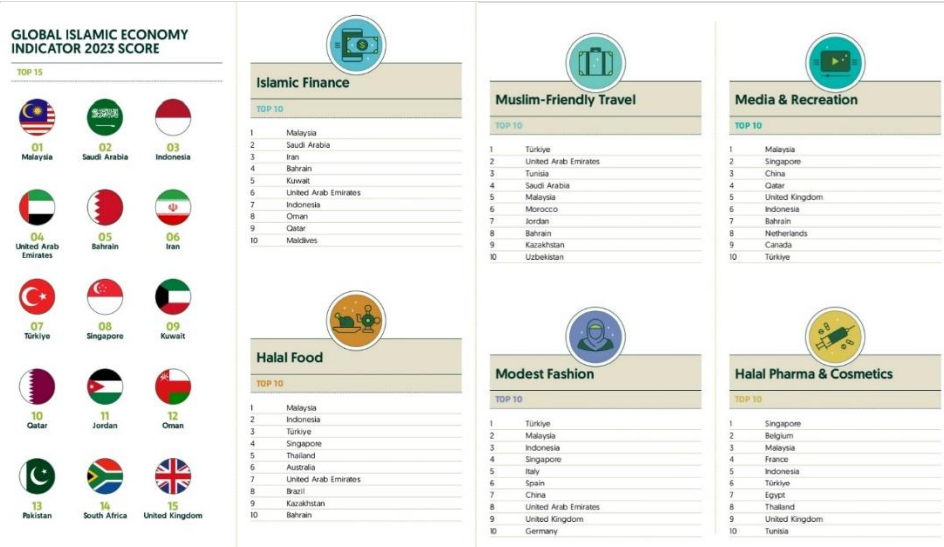 GLOBAL ISLAMIC ECONOMY
INDICATOR 2023 SCORE
TOP 15
01
Malaysia
02
Saudi Arabia
03
Indonesia
04
United Arab
Emirates
05
Bahrain
06
Iran
07
Türkiye
08
Singapore
09
Kuwait
10
Qatar
11
Jordan
12
Oman
13
Pakistan
14
South Africa
15
United Kingdom
Islamic Finance
TOP 10
1 Malaysia
2 Saudi Arabia
3 Iran
4 Bahrain
5 Kuwait
6 United Arab Emirates
7 Indonesia
8 Oman
9 Qatar
10 Maldives
Halal Food
TOP 10
1 Malaysia
2 Indonesia
3 Türkiye
4 Singapore
5 Thailand
6 Australia
7 United Arab Emirates
8 Brazil
9 Kazakhstan
10 Bahrain
Muslim-Friendly Travel
TOP 10
1 Türkiye
2 United Arab Emirates
3 Tunisia
4 Saudi Arabia
5 Malaysia
6 Morocco
7 Jordan
8 Bahrain
9 Kazakhstan
10 Uzbekistan
Modest Fashion
TOP 10
1 Türkiye
2 Malaysia
3 Indonesia
4 Singapore
5 Italy
6 Spain
7 China
8 United Arab Emirates
9 United Kingdom
10 Germany
Media & Recreation
TOP 10
1 Malaysia
2 Singapore
3 China
4 Qatar
5 United Kingdom
6 Indonesia
7 Bahrain
8 Netherlands
9 Canada
10 Türkiye
Halal Pharma & Cosmetics
TOP 10
1 Singapore
2 Belgium
3 Malaysia
4 France
5 Indonesia
6 Türkiye
7 Egypt
8 Thailand
9 United Kingdom
10 Tunisia